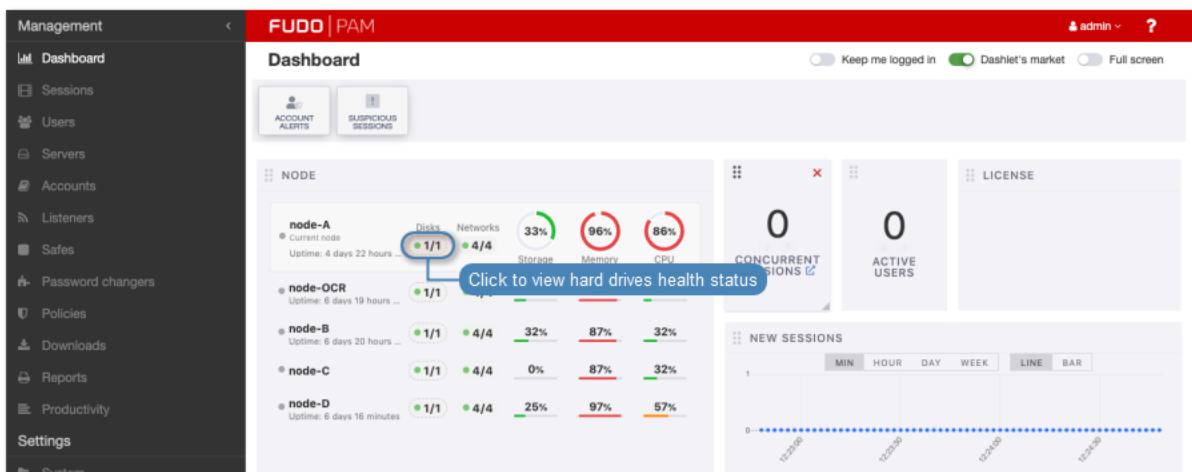 Management
FUDO PAM
admin
?
Dashboard
Dashboard
Keep me logged in
Dashlet's market
Full screen
Sessions
Users
Servers
Accounts
Listeners
Safes
Password changers
Policies
Downloads
Reports
Productivity
Settings
System
ACCOUNT
ALERTS
SUSPICIOUS
SESSIONS
NODE
node-A
Current node
Uptime: 4 days 22 hours ...
Disks
1/1
Networks
4/4
33%
Storage
96%
Memory
86%
CPU
Click to view hard drives health status
node-OCR
Uptime: 6 days 19 hours ...
1/1
node-B
Uptime: 6 days 20 hours ...
1/1
4/4
32%
87%
32%
node-C
1/1
4/4
0%
87%
32%
node-D
Uptime: 6 days 16 minutes
1/1
4/4
25%
97%
57%
0
CONCURRENT
0
ACTIVE
USERS
LICENSE
NEW SESSIONS
MIN HOUR DAY WEEK LINE BAR
1
0
12:23:00
12:23:30
12:24:00
12:24:30